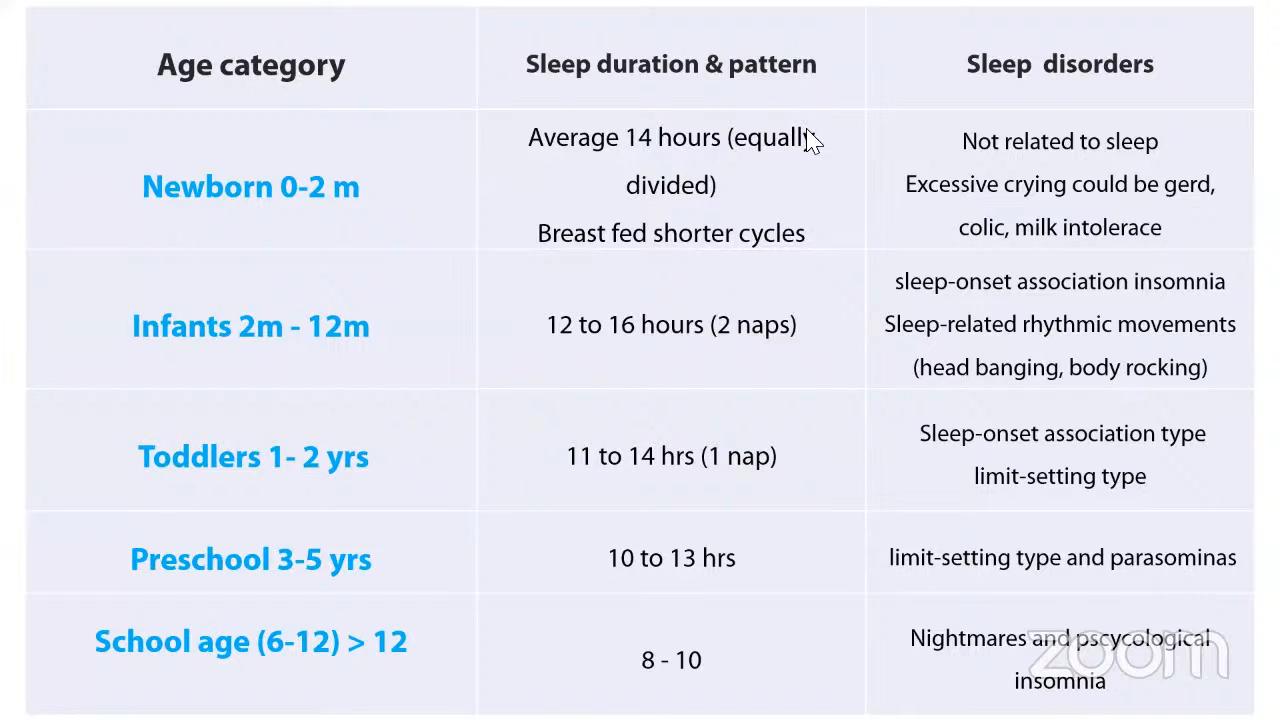 Age category
Sleep duration & pattern
Sleep disorders
Newborn 0-2 m
Average 14 hours (equally
divided)
Breast fed shorter cycles
Not related to sleep
Excessive crying could be gerd,
colic, milk intolerace
Infants 2m - 12m
12 to 16 hours (2 naps)
sleep-onset association insomnia
Sleep-related rhythmic movements
(head banging, body rocking)
Toddlers 1- 2 yrs
11 to 14 hrs (1 nap)
Sleep-onset association type
limit-setting type
Preschool 3-5 yrs
10 to 13 hrs
limit-setting type and parasominas
School age (6-12) > 12
8 - 10
Nightmares and pscycological
insomnia
zoom